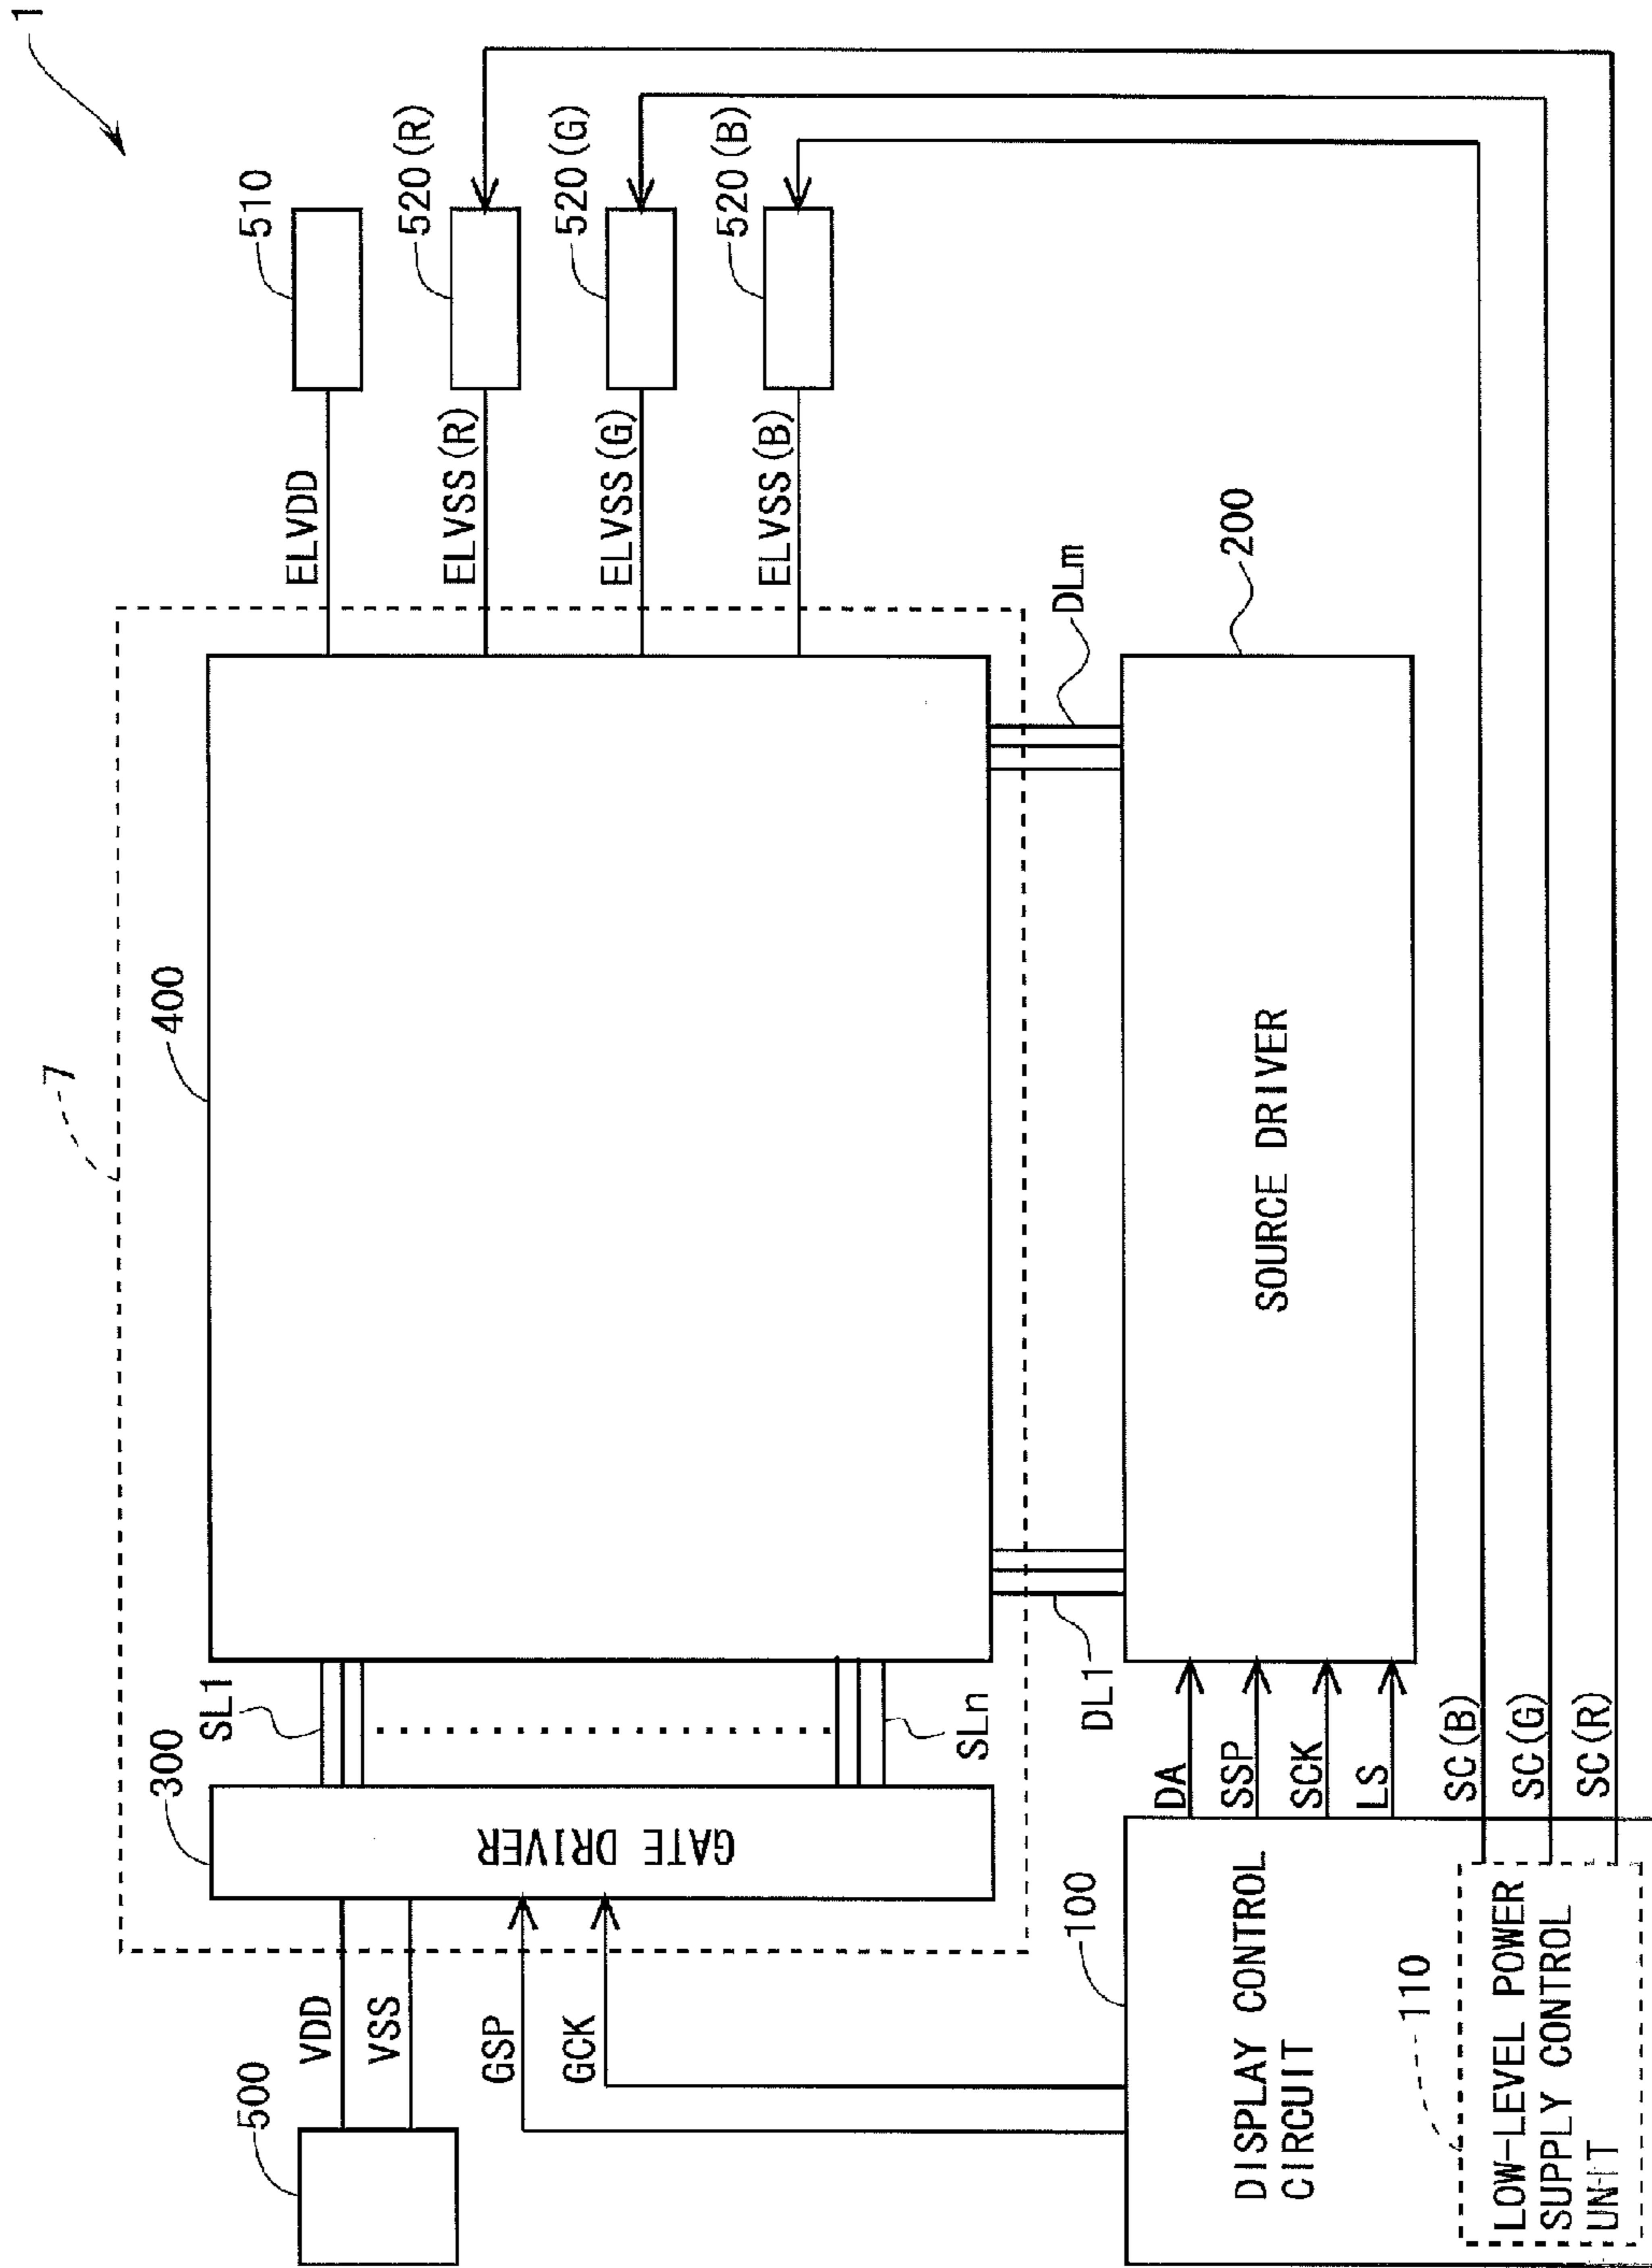 1
7
400
300
500
510
520(R)
520(G)
520(B)
VDD
VSS
GSP
GCK
GATE DRIVER
SL1
SLn
ELVDD
ELVSS(R)
ELVSS(G)
ELVSS(B)
DL1
DLm
200
SOURCE DRIVER
100
DISPLAY CONTROL
CIRCUIT
DA
SSP
SCK
LS
110
LOW-LEVEL POWER
SUPPLY CONTROL
UNIT
SC(B)
SC(G)
SC(R)